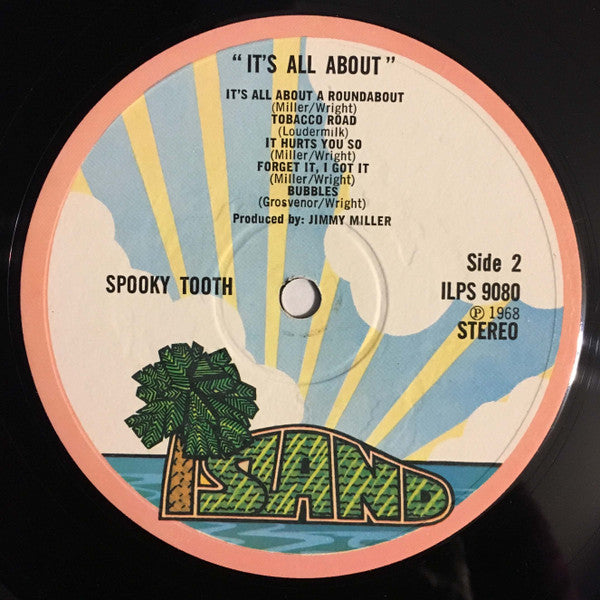 "IT'S ALL ABOUT"
IT'S ALL ABOUT A ROUNDABOUT
(Miller/Wright)
TOBACCO ROAD
(Loudermilk)
IT HURTS YOU SO
(Miller/Wright)
FORGET IT, I GOT IT
(Miller/Wright)
BUBBLES
(Grosvenor/Wright)
Produced by: JIMMY MILLER
SPOOKY TOOTH
Side 2
ILPS 9080
℗ 1968
STEREO
ISLAND